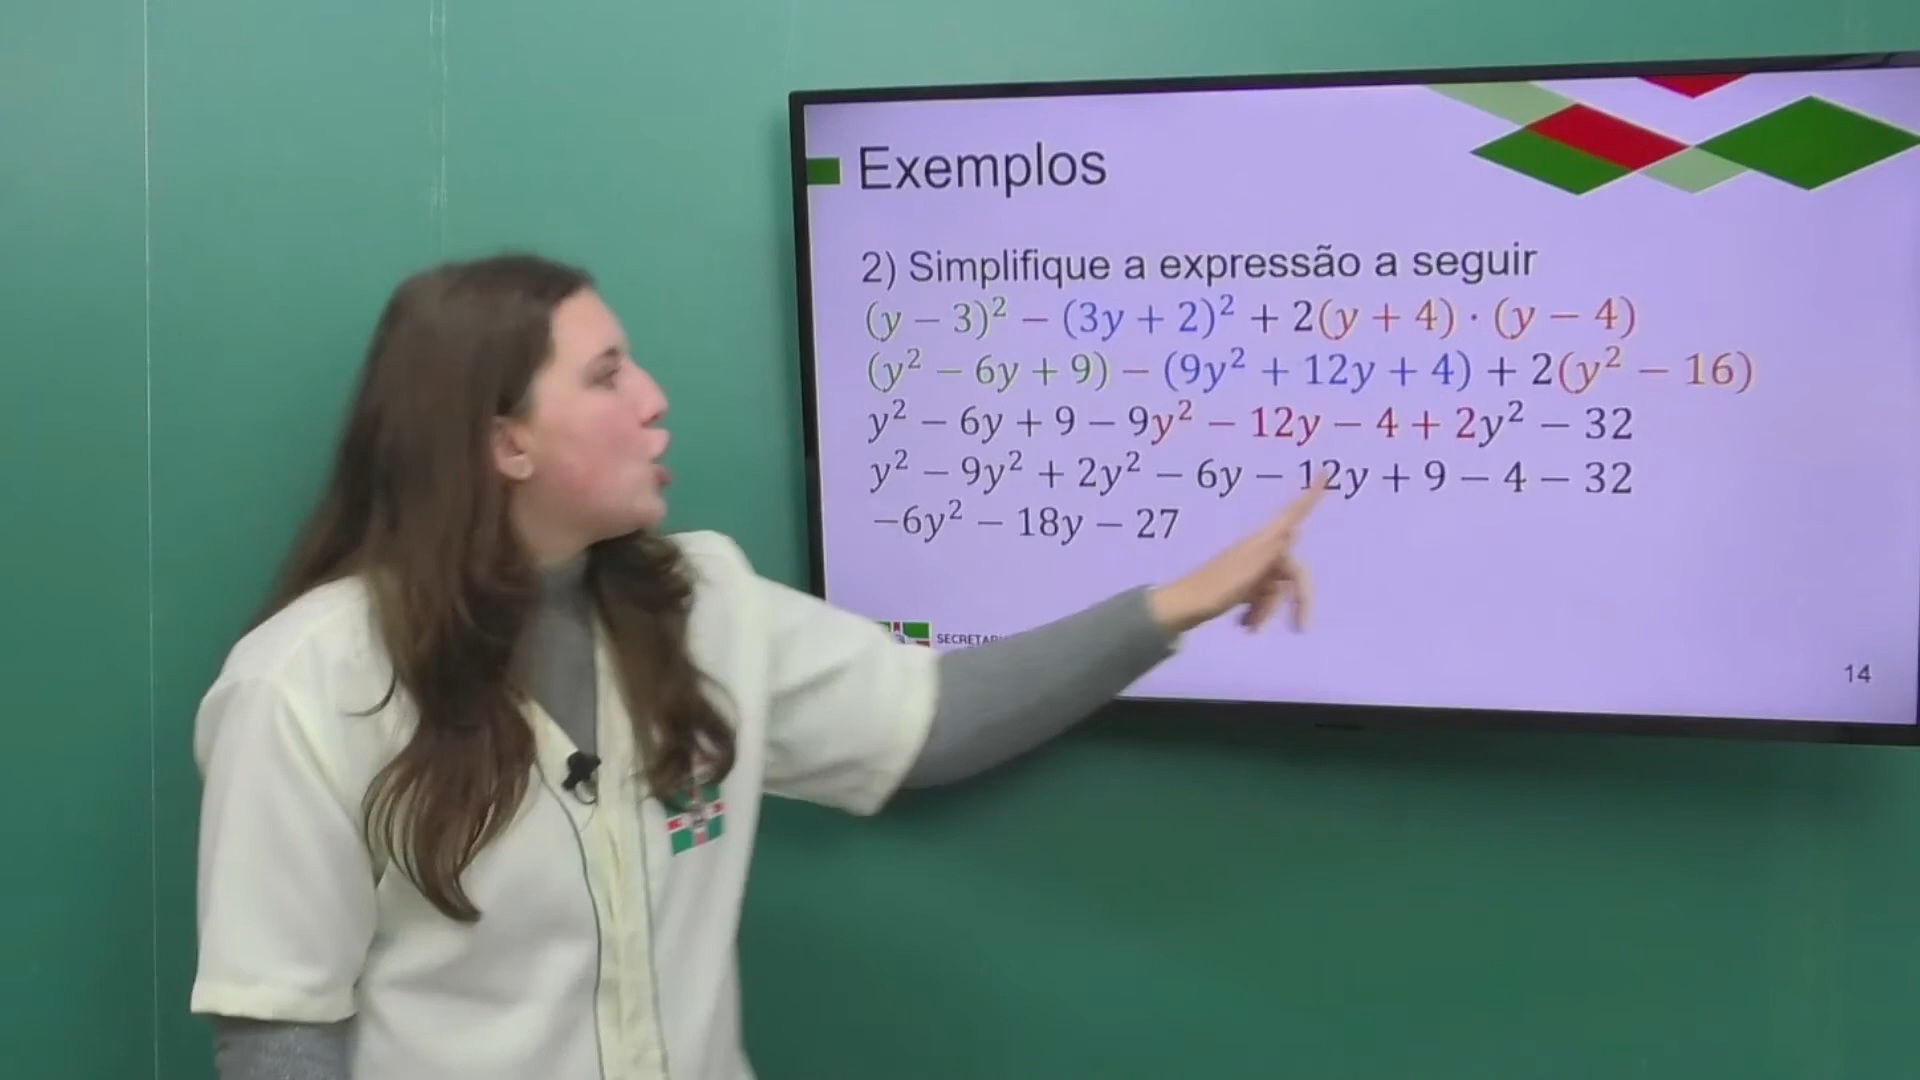 Exemplos
2) Simplifique a expressão a seguir
(y − 3)² − (3y + 2)² + 2(y + 4) · (y − 4)
(y² − 6y + 9) − (9y² + 12y + 4) + 2(y² − 16)
y² − 6y + 9 − 9y² − 12y − 4 + 2y² − 32
y² − 9y² + 2y² − 6y − 12y + 9 − 4 − 32
−6y² − 18y − 27
14